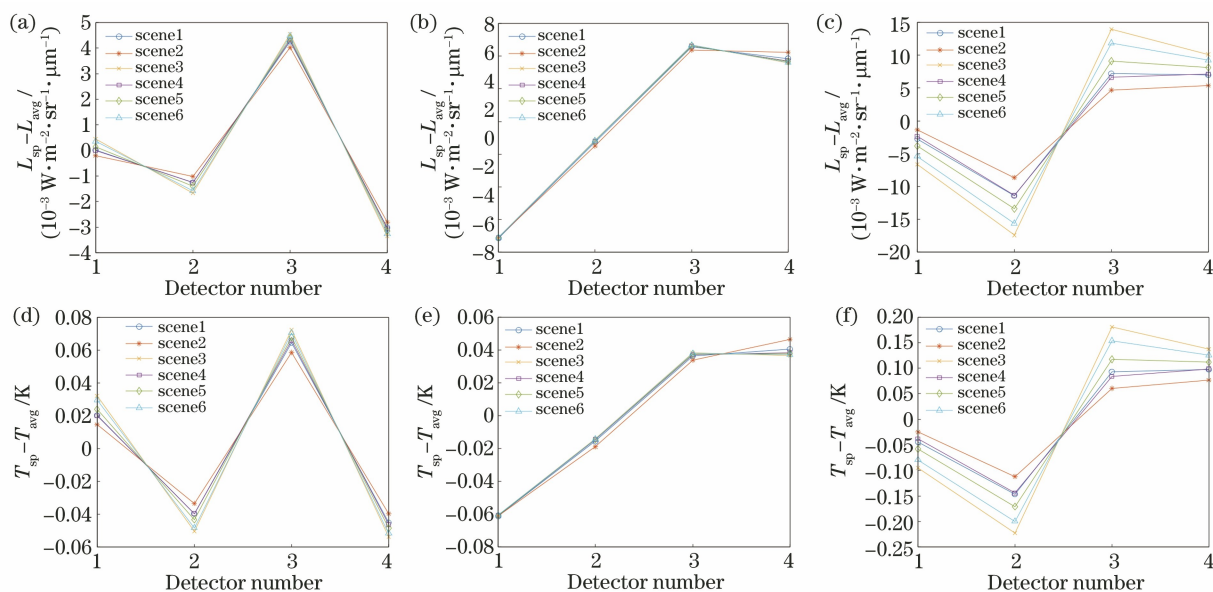 (a)
5
4
3
2
1
0
−1
−2
−3
−4
L_sp−L_avg /
(10⁻³ W·m⁻²·sr⁻¹·μm⁻¹)
scene1
scene2
scene3
scene4
scene5
scene6
1 2 3 4
Detector number
(b)
8
6
4
2
0
−2
−4
−6
−8
L_sp−L_avg /
(10⁻³ W·m⁻²·sr⁻¹·μm⁻¹)
scene1
scene2
scene3
scene4
scene5
scene6
1 2 3 4
Detector number
(c)
15
10
5
0
−5
−10
−15
−20
L_sp−L_avg /
(10⁻³ W·m⁻²·sr⁻¹·μm⁻¹)
scene1
scene2
scene3
scene4
scene5
scene6
1 2 3 4
Detector number
(d)
0.08
0.06
0.04
0.02
0
−0.02
−0.04
−0.06
T_sp−T_avg /K
scene1
scene2
scene3
scene4
scene5
scene6
1 2 3 4
Detector number
(e)
0.06
0.04
0.02
0
−0.02
−0.04
−0.06
−0.08
T_sp−T_avg /K
scene1
scene2
scene3
scene4
scene5
scene6
1 2 3 4
Detector number
(f)
0.20
0.15
0.10
0.05
0
−0.05
−0.10
−0.15
−0.20
−0.25
T_sp−T_avg /K
scene1
scene2
scene3
scene4
scene5
scene6
1 2 3 4
Detector number